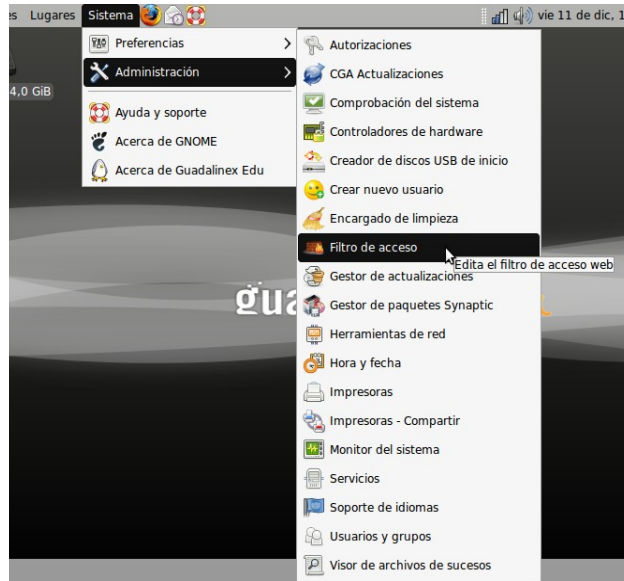 es Lugares Sistema
vie 11 de dic, 1
Preferencias
Administración
4,0 GiB
Ayuda y soporte
Acerca de GNOME
Acerca de Guadalinex Edu
Autorizaciones
CGA Actualizaciones
Comprobación del sistema
Controladores de hardware
Creador de discos USB de inicio
Crear nuevo usuario
Encargado de limpieza
Filtro de acceso
Edita el filtro de acceso web
Gestor de actualizaciones
gua
Gestor de paquetes Synaptic
Herramientas de red
Hora y fecha
Impresoras
Impresoras - Compartir
Monitor del sistema
Servicios
Soporte de idiomas
Usuarios y grupos
Visor de archivos de sucesos